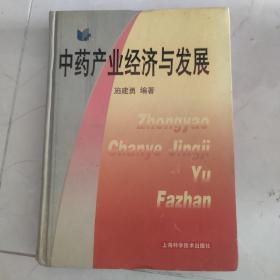 中药产业经济与发展
施建勇 编著
Zhongyao
Chanye Jingji
Yu
Fazhan
上海科学技术出版社